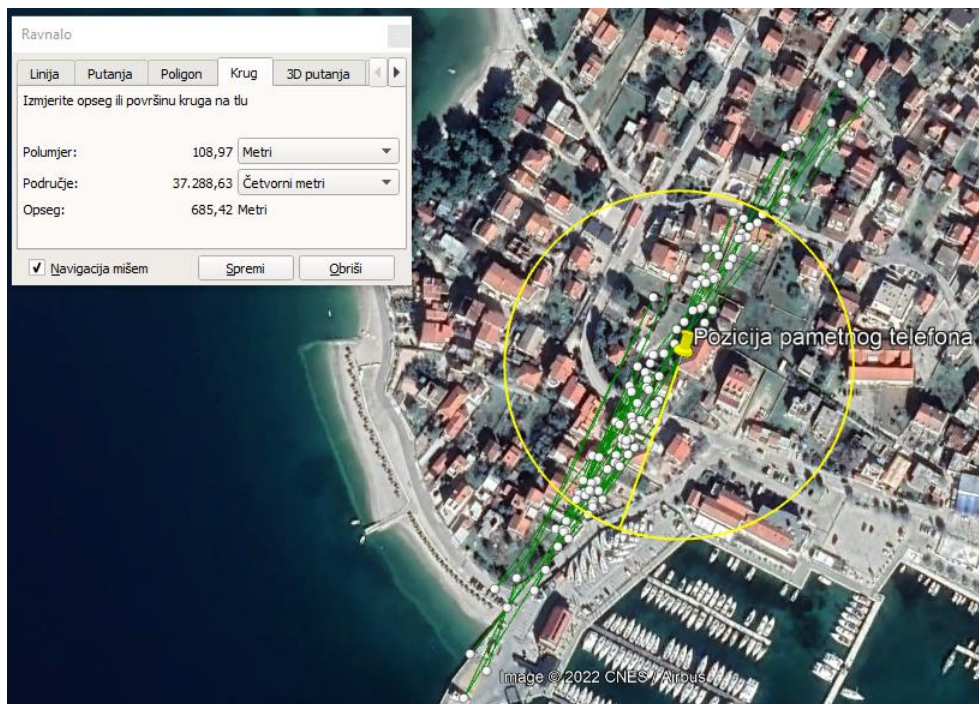 Ravnalo
Linija Putanja Poligon Krug 3D putanja
Izmjerite opseg ili površinu kruga na tlu
Polumjer: 108,97 Metri
Područje: 37.288,63 Četvorni metri
Opseg: 685,42 Metri
Navigacija mišem Spremi Obriši
Pozicija pametnog telefona
Image © 2022 CNES / Airbus